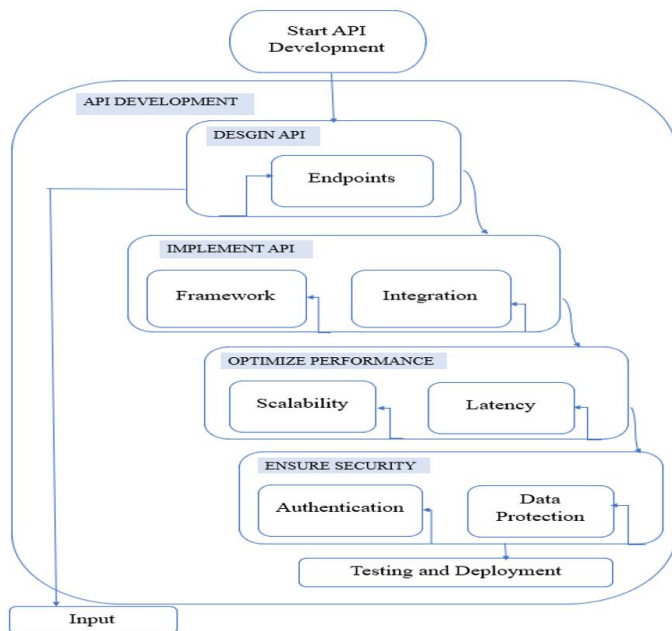 Start API
Development
API DEVELOPMENT
DESGIN API
Endpoints
IMPLEMENT API
Framework
Integration
OPTIMIZE PERFORMANCE
Scalability
Latency
ENSURE SECURITY
Authentication
Data
Protection
Testing and Deployment
Input